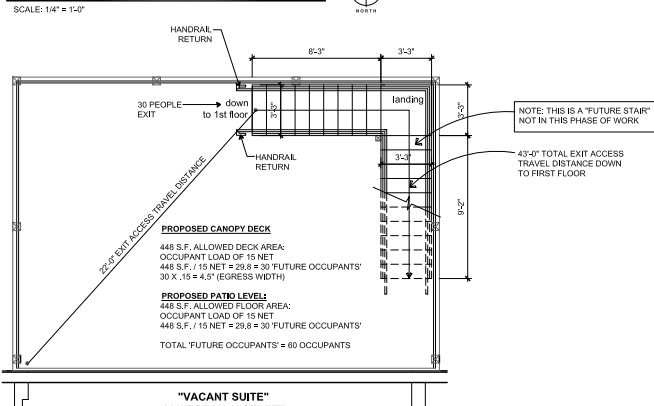 SCALE: 1/4" = 1'-0"
NORTH
HANDRAIL
RETURN
8'-3"
3'-3"
30 PEOPLE
EXIT
down
to 1st floor
3'-3"
landing
3'-3"
NOTE: THIS IS A "FUTURE STAIR"
NOT IN THIS PHASE OF WORK
HANDRAIL
RETURN
3'-3"
43'-0" TOTAL EXIT ACCESS
TRAVEL DISTANCE DOWN
TO FIRST FLOOR
22'-0" EXIT ACCESS TRAVEL DISTANCE
9'-2"
PROPOSED CANOPY DECK
448 S.F. ALLOWED DECK AREA:
OCCUPANT LOAD OF 15 NET
448 S.F. / 15 NET = 29.8 = 30 'FUTURE OCCUPANTS'
30 X .15 = 4.5" (EGRESS WIDTH)
PROPOSED PATIO LEVEL:
448 S.F. ALLOWED FLOOR AREA:
OCCUPANT LOAD OF 15 NET
448 S.F. / 15 NET = 29.8 = 30 'FUTURE OCCUPANTS'
TOTAL 'FUTURE OCCUPANTS' = 60 OCCUPANTS
"VACANT SUITE"